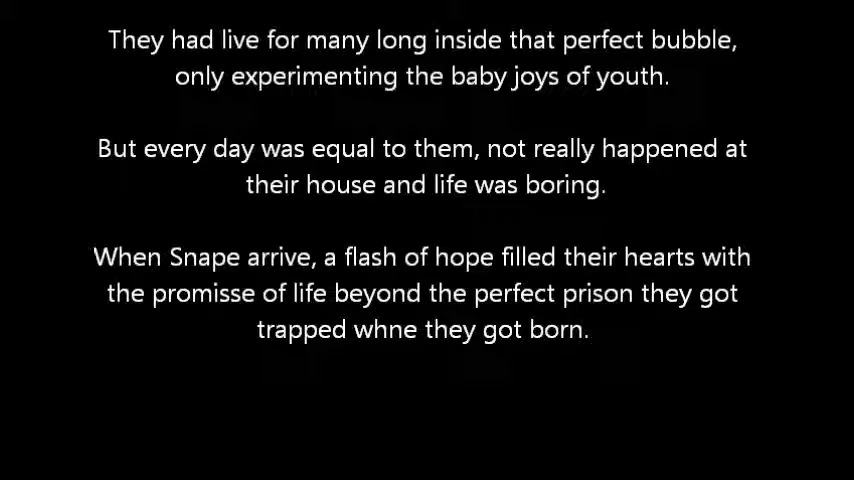 They had live for many long inside that perfect bubble,
only experimenting the baby joys of youth.
But every day was equal to them, not really happened at
their house and life was boring.
When Snape arrive, a flash of hope filled their hearts with
the promisse of life beyond the perfect prison they got
trapped whne they got born.